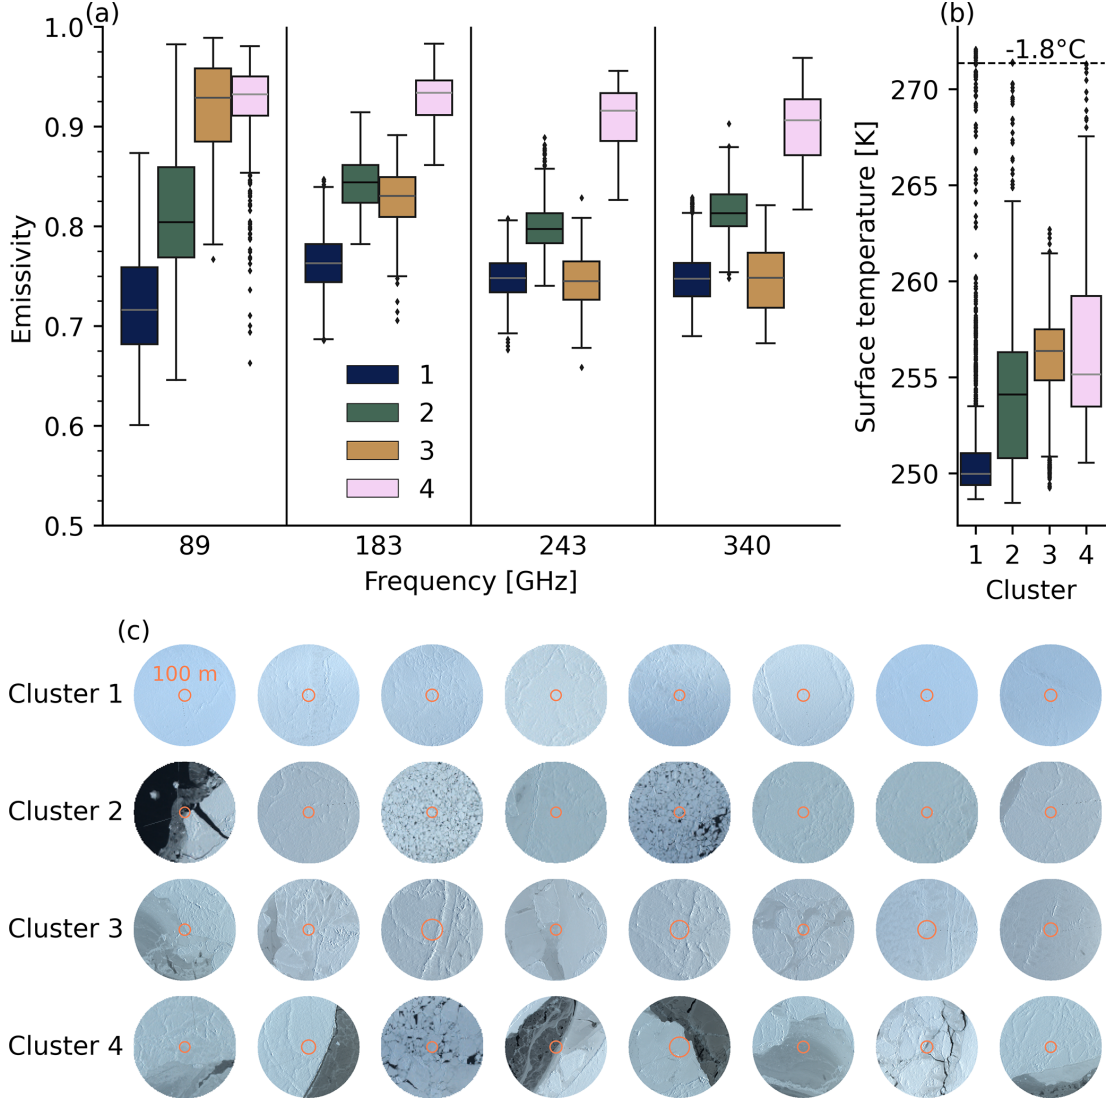 (a)
(b)
1.0
0.9
0.8
0.7
0.6
0.5
Emissivity
1
2
3
4
89
183
243
340
Frequency [GHz]
-1.8°C
270
265
260
255
250
Surface temperature [K]
1 2 3 4
Cluster
(c)
100 m
Cluster 1
Cluster 2
Cluster 3
Cluster 4